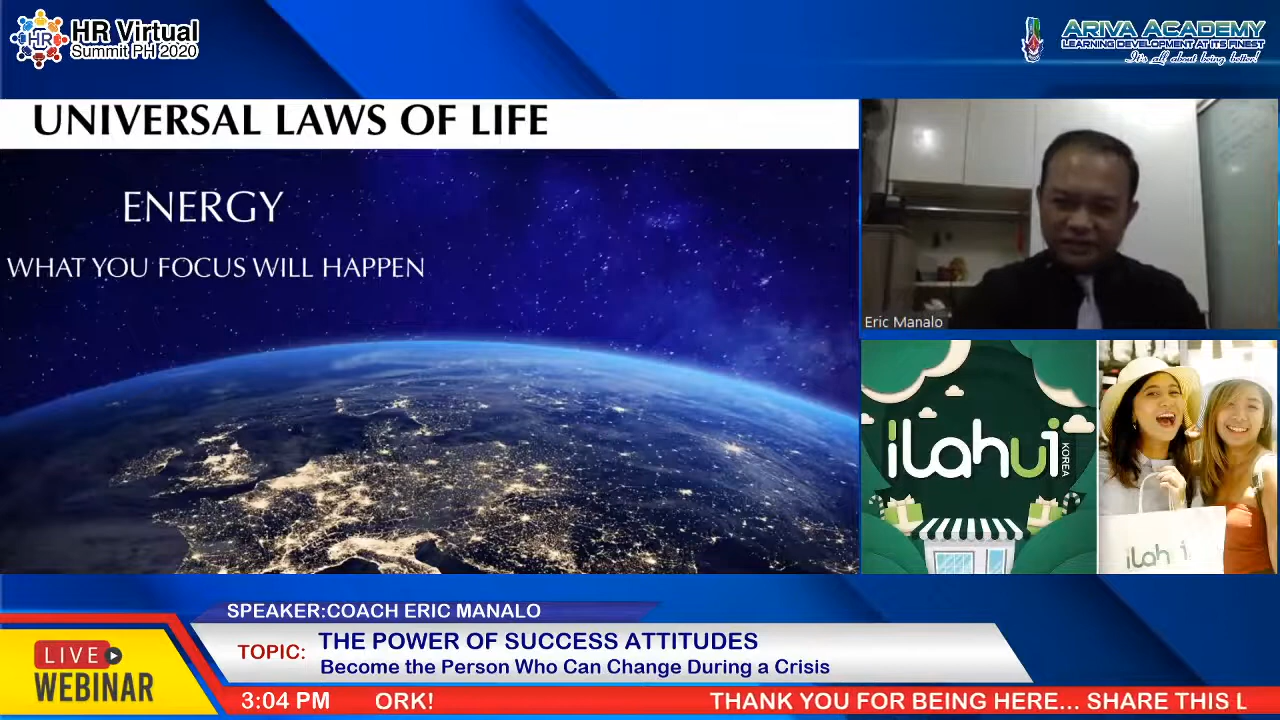 HR
HR Virtual
Summit PH 2020
ARIVA ACADEMY
LEARNING DEVELOPMENT AT ITS FINEST
It's all about being better!
UNIVERSAL LAWS OF LIFE
ENERGY
WHAT YOU FOCUS WILL HAPPEN
Eric Manalo
ilahui
KOREA
ilahui
SPEAKER:COACH ERIC MANALO
TOPIC: THE POWER OF SUCCESS ATTITUDES
Become the Person Who Can Change During a Crisis
LIVE
WEBINAR
3:04 PM ORK! THANK YOU FOR BEING HERE... SHARE THIS L